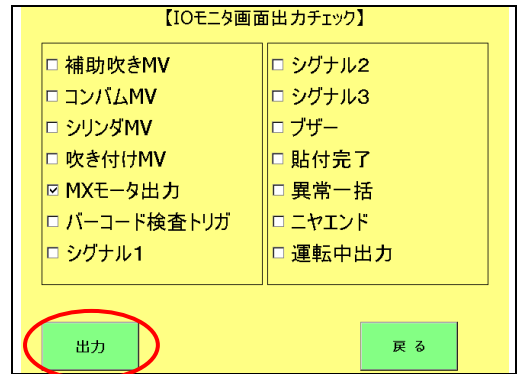 【IOモニタ画面出力チェック】
補助吹きMV
コンバムMV
シリンダMV
吹き付けMV
MXモータ出力
バーコード検査トリガ
シグナル1
シグナル2
シグナル3
ブザー
貼付完了
異常一括
ニヤエンド
運転中出力
出力
戻る